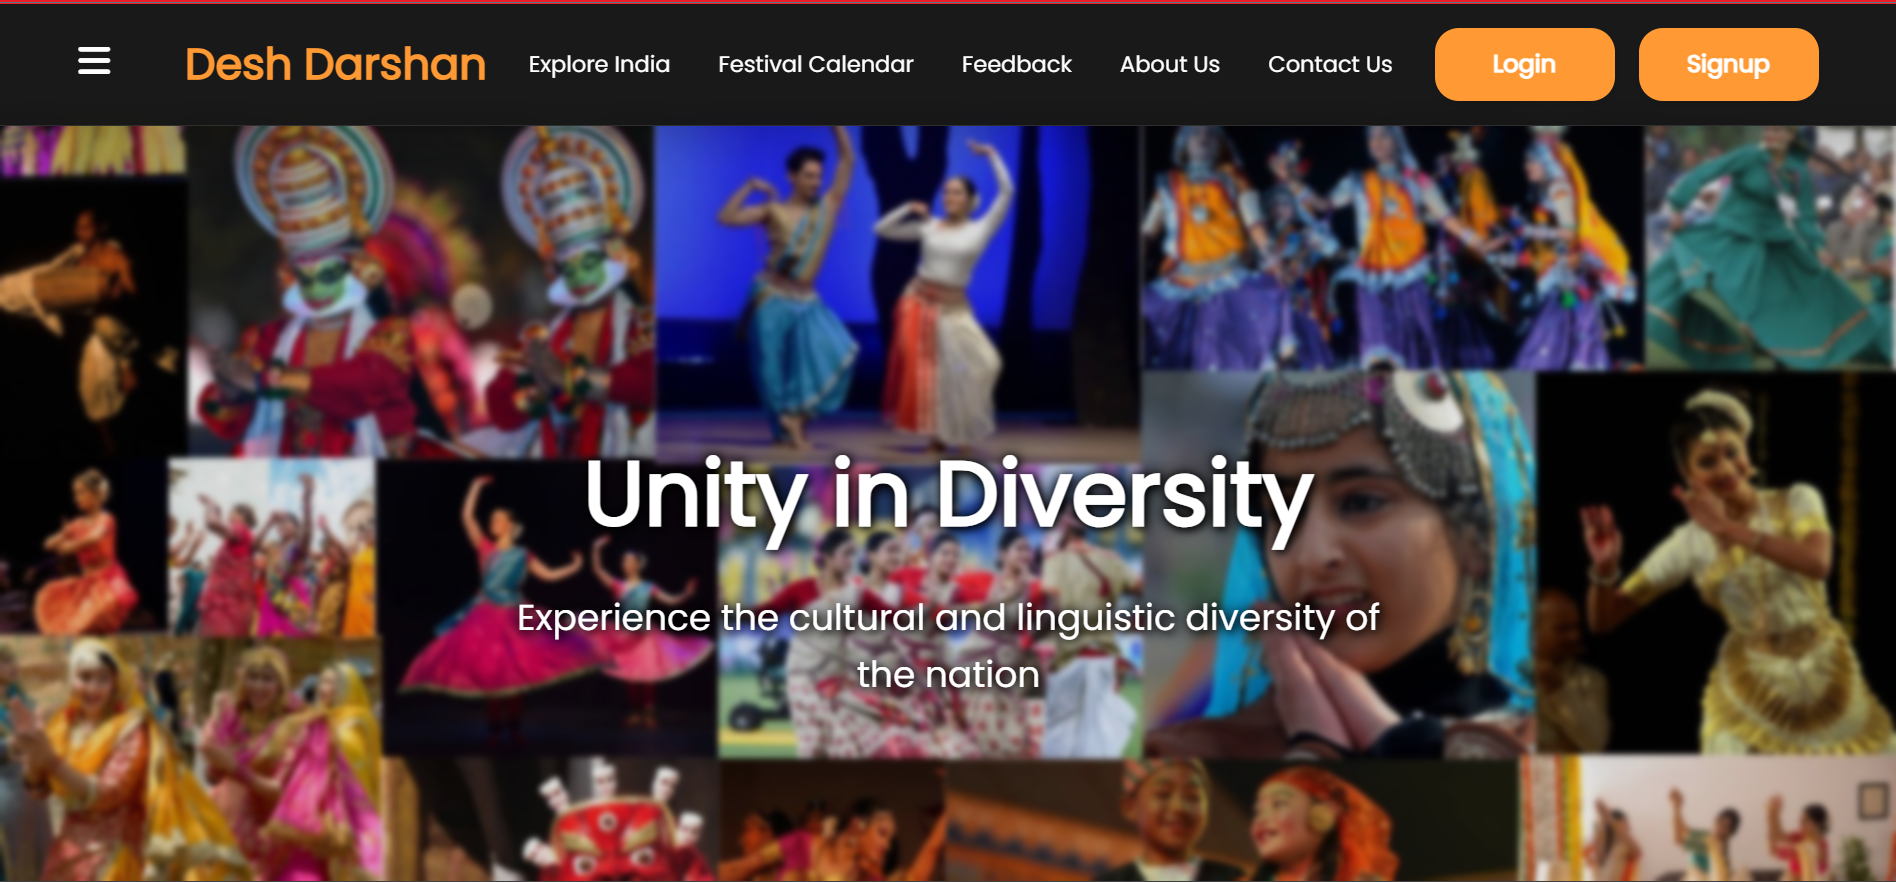 Desh Darshan
Explore India
Festival Calendar
Feedback
About Us
Contact Us
Login
Signup
Unity in Diversity
Experience the cultural and linguistic diversity of
the nation